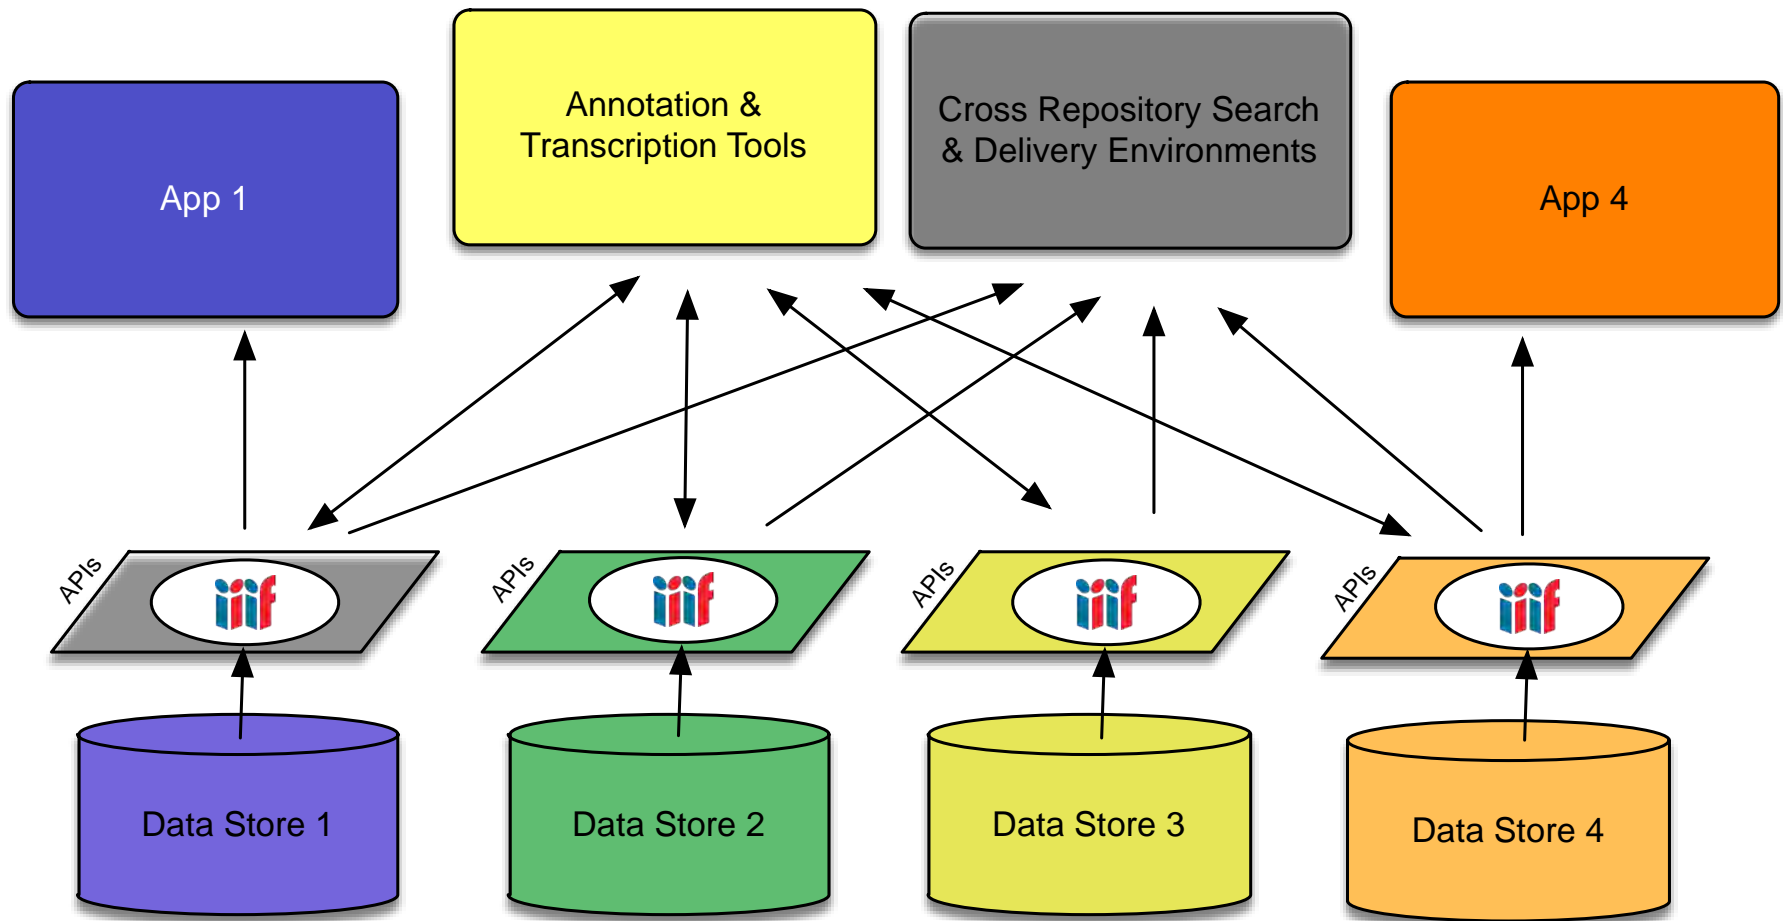 App 1
Annotation &
Transcription Tools
Cross Repository Search
& Delivery Environments
App 4
APIs
iiif
APIs
iiif
APIs
iiif
APIs
iiif
Data Store 1
Data Store 2
Data Store 3
Data Store 4